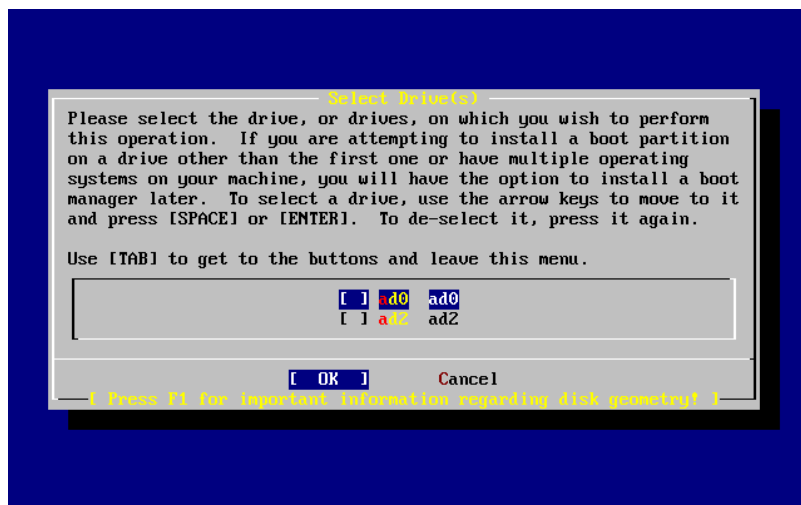 Select Drive(s)
Please select the drive, or drives, on which you wish to perform
this operation.  If you are attempting to install a boot partition
on a drive other than the first one or have multiple operating
systems on your machine, you will have the option to install a boot
manager later.  To select a drive, use the arrow keys to move to it
and press [SPACE] or [ENTER].  To de-select it, press it again.
Use [TAB] to get to the buttons and leave this menu.
[ ] ad0  ad0
[ ] ad2  ad2
[  OK  ]  Cancel
[ Press F1 for important information regarding disk geometry! ]